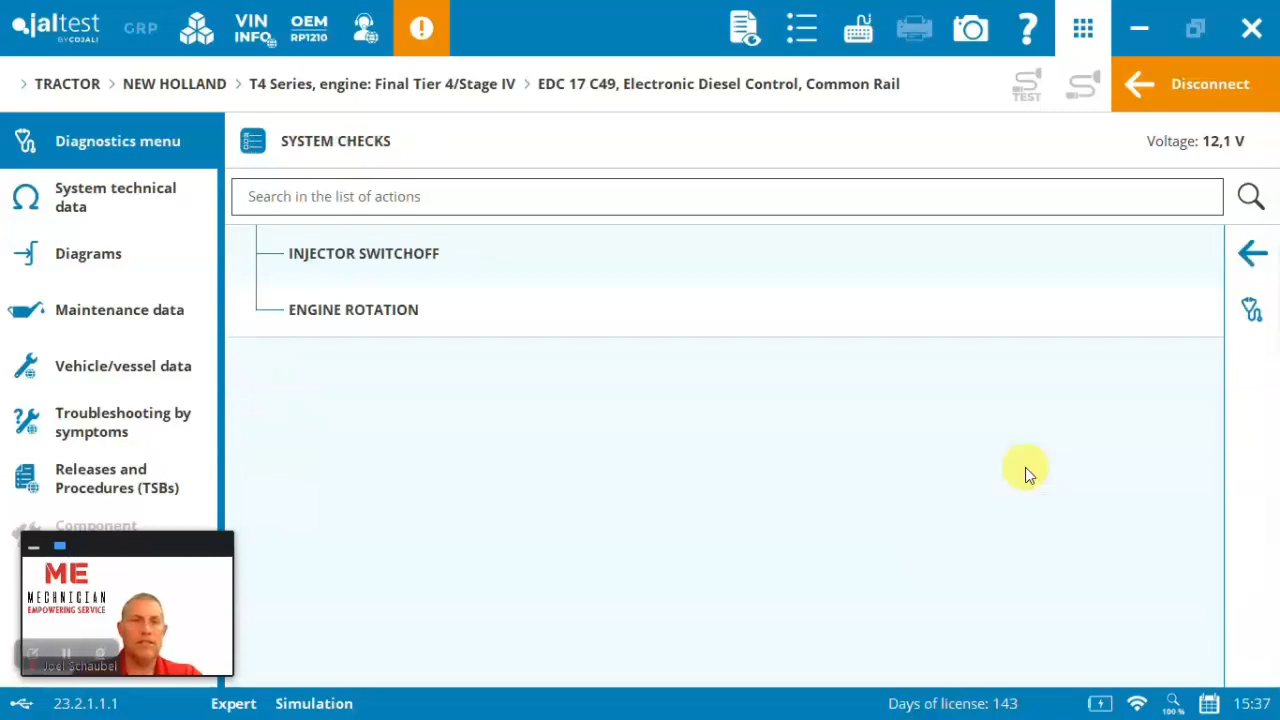 jaltest
BY COJALI
GRP
VIN
INFO
OEM
RP1210
TRACTOR > NEW HOLLAND > T4 Series, engine: Final Tier 4/Stage IV > EDC 17 C49, Electronic Diesel Control, Common Rail
TEST
Disconnect
Diagnostics menu
SYSTEM CHECKS
Voltage: 12,1 V
System technical
data
Search in the list of actions
Diagrams
INJECTOR SWITCHOFF
Maintenance data
ENGINE ROTATION
Vehicle/vessel data
Troubleshooting by
symptoms
Releases and
Procedures (TSBs)
Component
ME
MECHNICIAN
EMPOWERING SERVICE
Joel Schaubel
23.2.1.1.1
Expert
Simulation
Days of license: 143
100 %
15:37